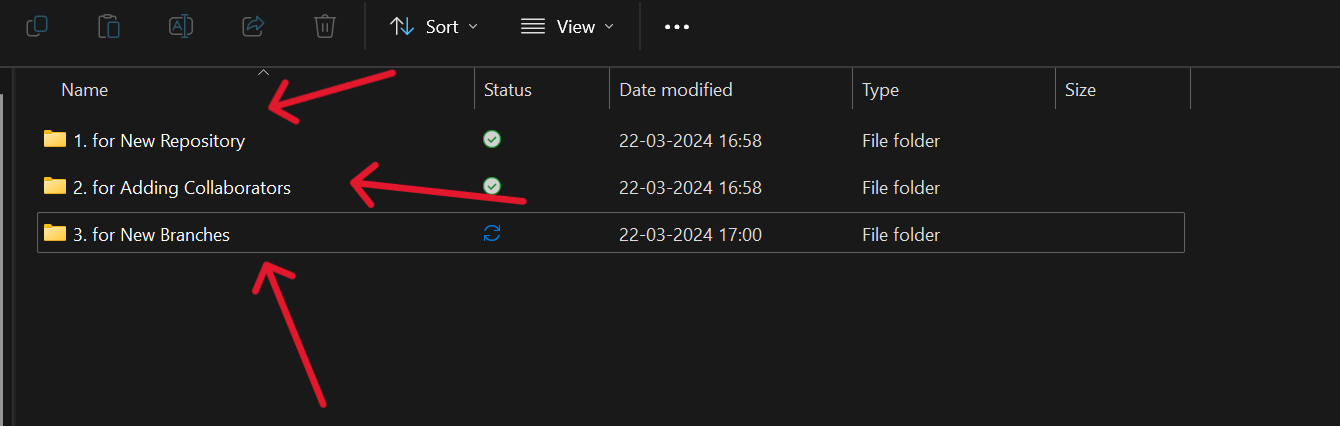 Sort View ...
Name Status Date modified Type Size
1. for New Repository 22-03-2024 16:58 File folder
2. for Adding Collaborators 22-03-2024 16:58 File folder
3. for New Branches 22-03-2024 17:00 File folder